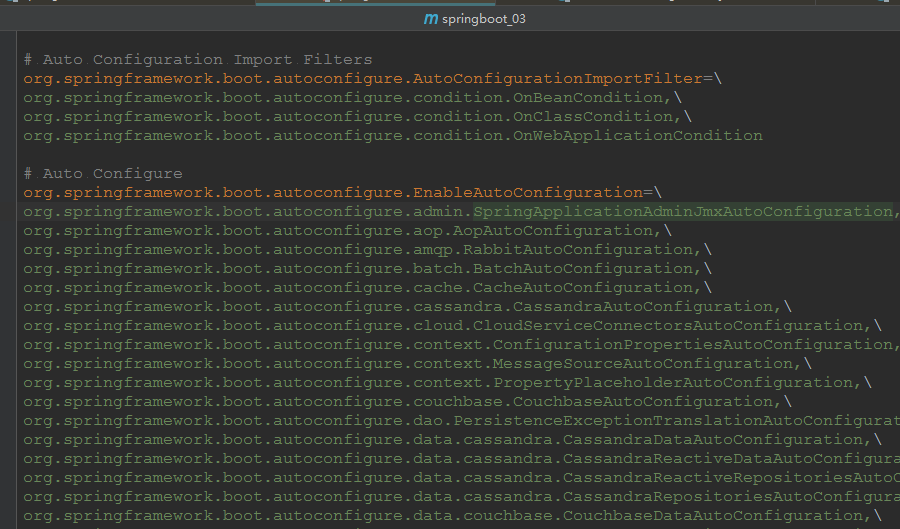 m springboot_03
# Auto Configuration Import Filters
org.springframework.boot.autoconfigure.AutoConfigurationImportFilter=\
org.springframework.boot.autoconfigure.condition.OnBeanCondition,\
org.springframework.boot.autoconfigure.condition.OnClassCondition,\
org.springframework.boot.autoconfigure.condition.OnWebApplicationCondition
# Auto Configure
org.springframework.boot.autoconfigure.EnableAutoConfiguration=\
org.springframework.boot.autoconfigure.admin.SpringApplicationAdminJmxAutoConfiguration,
org.springframework.boot.autoconfigure.aop.AopAutoConfiguration,\
org.springframework.boot.autoconfigure.amqp.RabbitAutoConfiguration,\
org.springframework.boot.autoconfigure.batch.BatchAutoConfiguration,\
org.springframework.boot.autoconfigure.cache.CacheAutoConfiguration,\
org.springframework.boot.autoconfigure.cassandra.CassandraAutoConfiguration,\
org.springframework.boot.autoconfigure.cloud.CloudServiceConnectorsAutoConfiguration,\
org.springframework.boot.autoconfigure.context.ConfigurationPropertiesAutoConfiguration,
org.springframework.boot.autoconfigure.context.MessageSourceAutoConfiguration,\
org.springframework.boot.autoconfigure.context.PropertyPlaceholderAutoConfiguration,\
org.springframework.boot.autoconfigure.couchbase.CouchbaseAutoConfiguration,\
org.springframework.boot.autoconfigure.dao.PersistenceExceptionTranslationAutoConfigurat
org.springframework.boot.autoconfigure.data.cassandra.CassandraDataAutoConfiguration,\
org.springframework.boot.autoconfigure.data.cassandra.CassandraReactiveDataAutoConfigura
org.springframework.boot.autoconfigure.data.cassandra.CassandraReactiveRepositoriesAutoC
org.springframework.boot.autoconfigure.data.cassandra.CassandraRepositoriesAutoConfigura
org.springframework.boot.autoconfigure.data.couchbase.CouchbaseDataAutoConfiguration,\